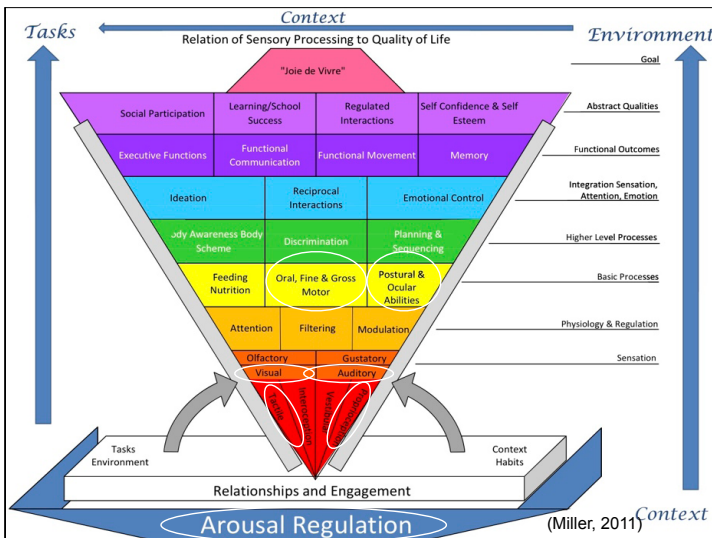 Context
Tasks
Environment
Relation of Sensory Processing to Quality of Life
"Joie de Vivre"
Goal
Social Participation
Learning/School
Success
Regulated
Interactions
Self Confidence & Self
Esteem
Abstract Qualities
Executive Functions
Functional
Communication
Functional Movement
Memory
Functional Outcomes
Ideation
Reciprocal
Interactions
Emotional Control
Integration Sensation,
Attention, Emotion
ody Awareness Body
Scheme
Discrimination
Planning &
Sequencing
Higher Level Processes
Feeding
Nutrition
Oral, Fine & Gross
Motor
Postural &
Ocular
Abilities
Basic Processes
Attention
Filtering
Modulation
Physiology & Regulation
Olfactory
Gustatory
Sensation
Visual
Auditory
Tactile
Interoception
Vestibular
Proprioception
Tasks
Environment
Context
Habits
Relationships and Engagement
Arousal Regulation
(Miller, 2011)
Context